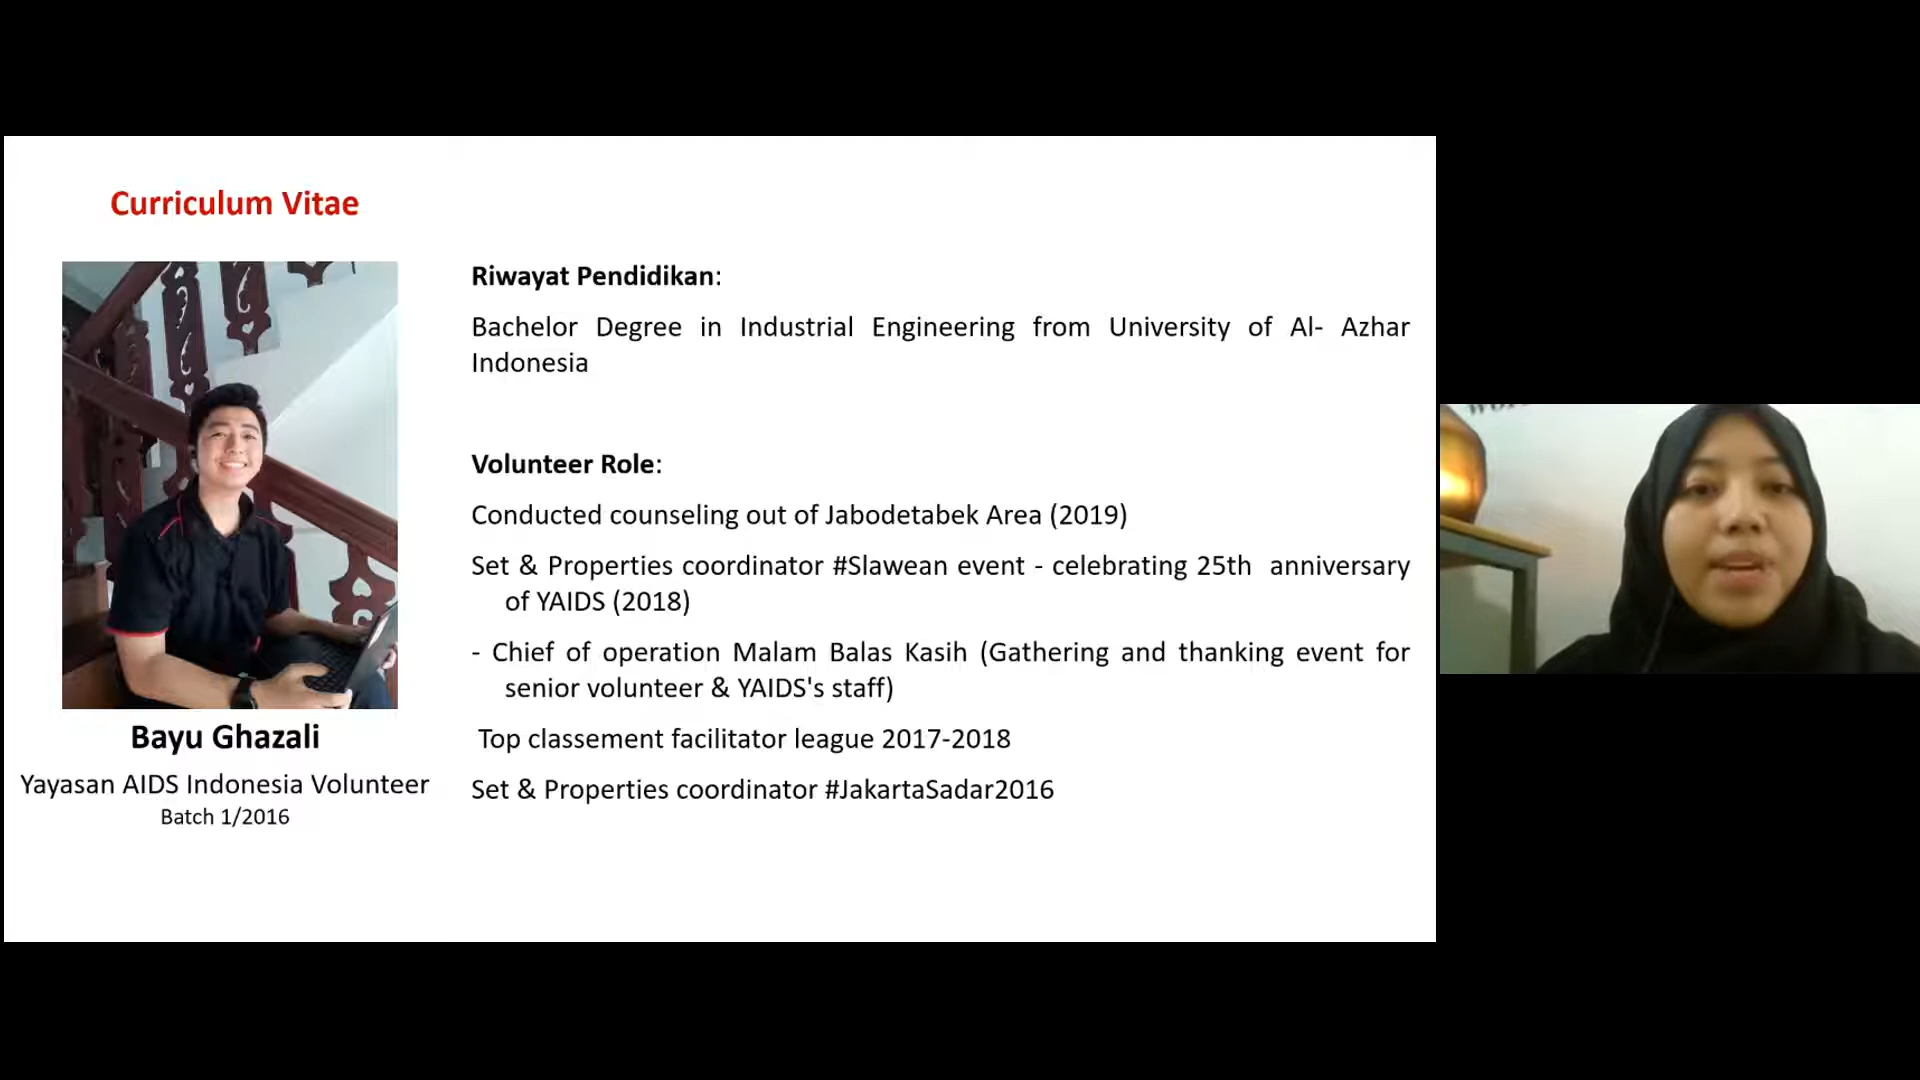 Curriculum Vitae
Riwayat Pendidikan:
Bachelor Degree in Industrial Engineering from University of Al- Azhar
Indonesia
Volunteer Role:
Conducted counseling out of Jabodetabek Area (2019)
Set & Properties coordinator #Slawean event - celebrating 25th anniversary
of YAIDS (2018)
- Chief of operation Malam Balas Kasih (Gathering and thanking event for
senior volunteer & YAIDS's staff)
Top classement facilitator league 2017-2018
Set & Properties coordinator #JakartaSadar2016
Bayu Ghazali
Yayasan AIDS Indonesia Volunteer
Batch 1/2016